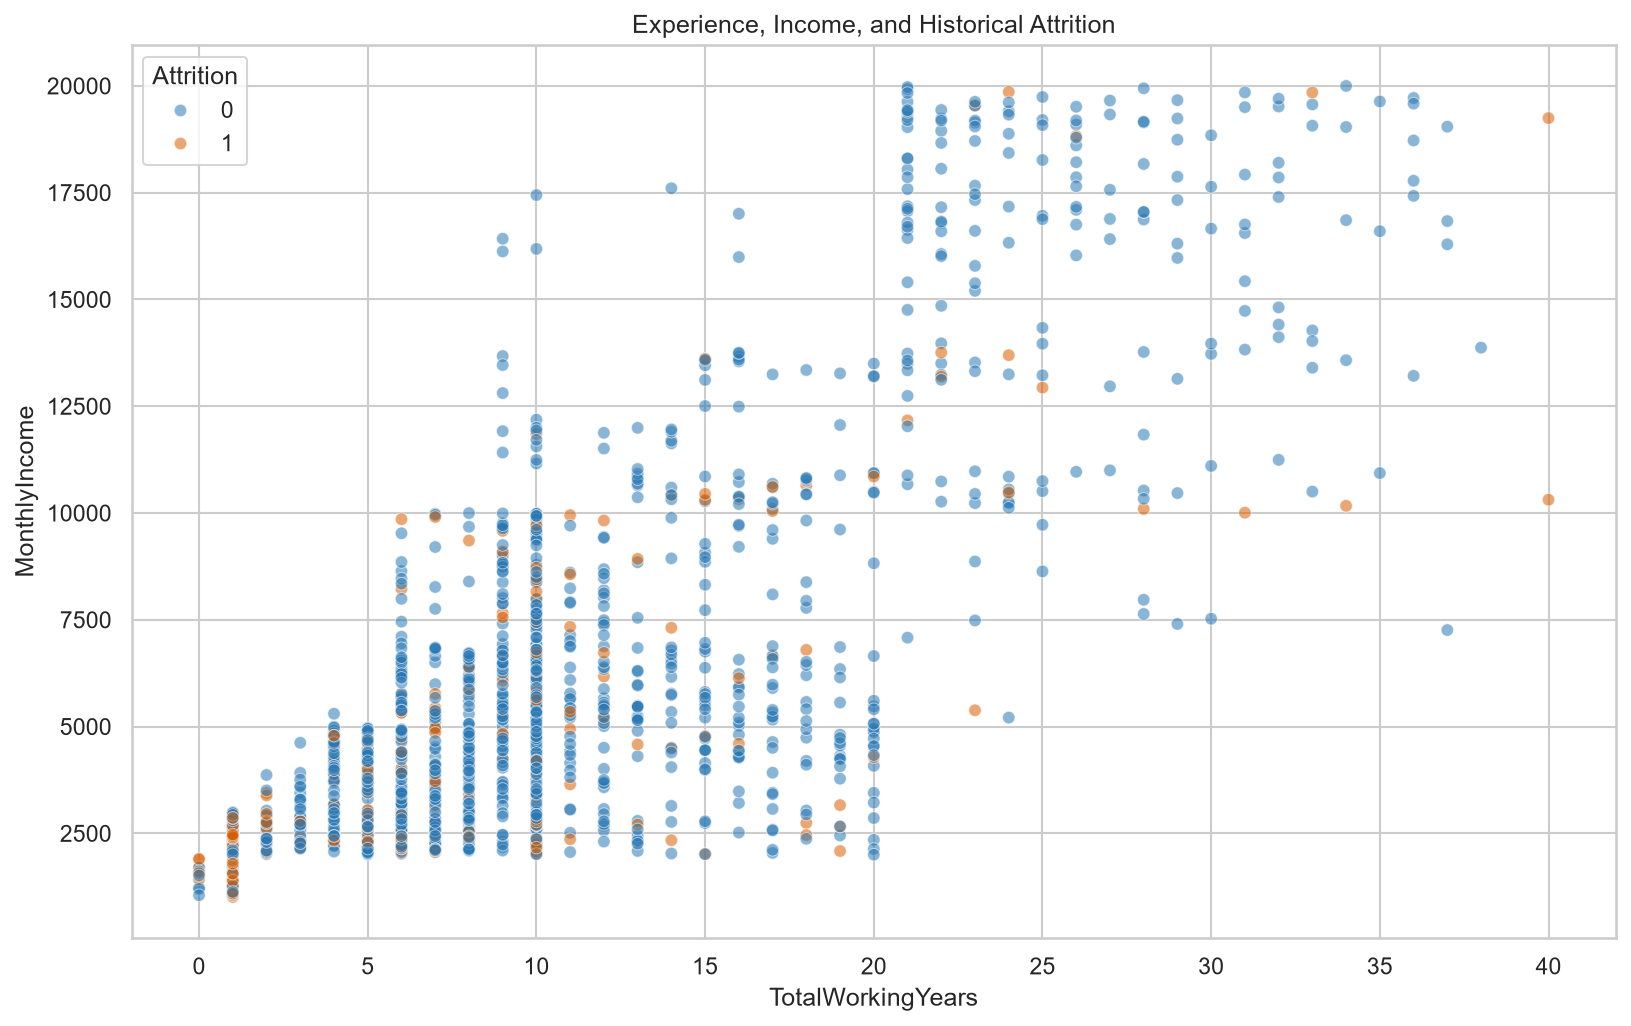 Experience, Income, and Historical Attrition
Attrition
0
1
20000
17500
15000
12500
10000
7500
5000
2500
MonthlyIncome
0 5 10 15 20 25 30 35 40
TotalWorkingYears